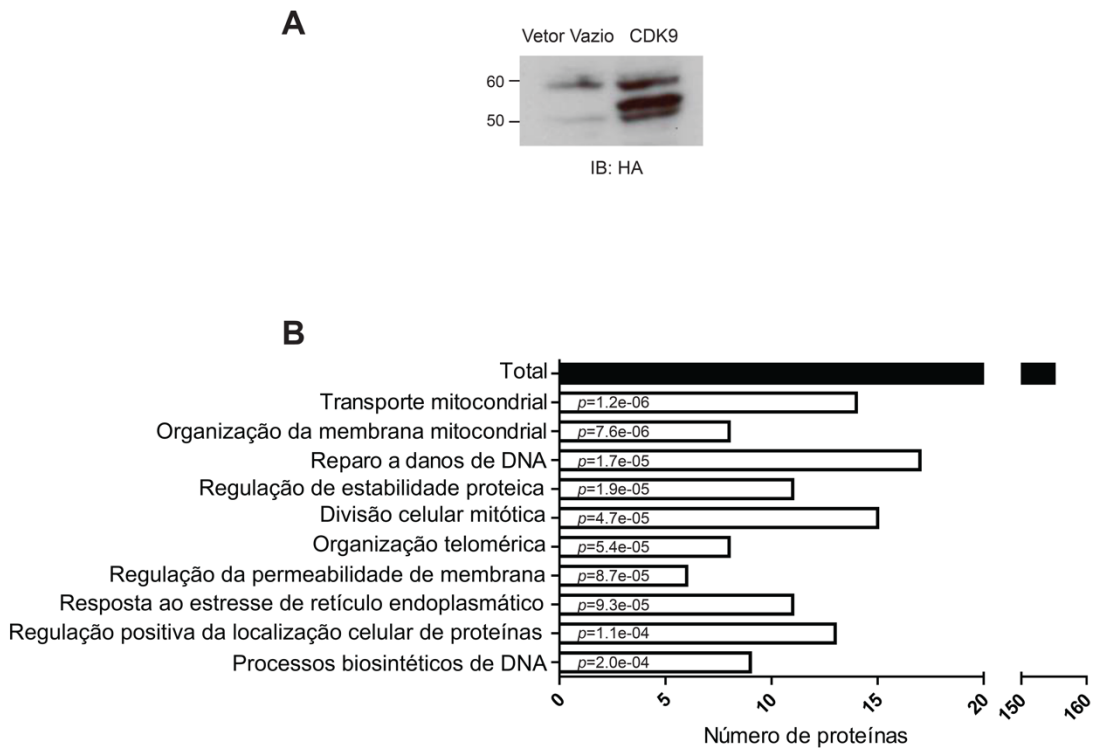 A
Vetor Vazio CDK9
60
50
IB: HA
B
Total
Transporte mitocondrial p=1.2e-06
Organização da membrana mitocondrial p=7.6e-06
Reparo a danos de DNA p=1.7e-05
Regulação de estabilidade proteica p=1.9e-05
Divisão celular mitótica p=4.7e-05
Organização telomérica p=5.4e-05
Regulação da permeabilidade de membrana p=8.7e-05
Resposta ao estresse de retículo endoplasmático p=9.3e-05
Regulação positiva da localização celular de proteínas p=1.1e-04
Processos biosintéticos de DNA p=2.0e-04
0 5 10 15 20 150 160
Número de proteínas